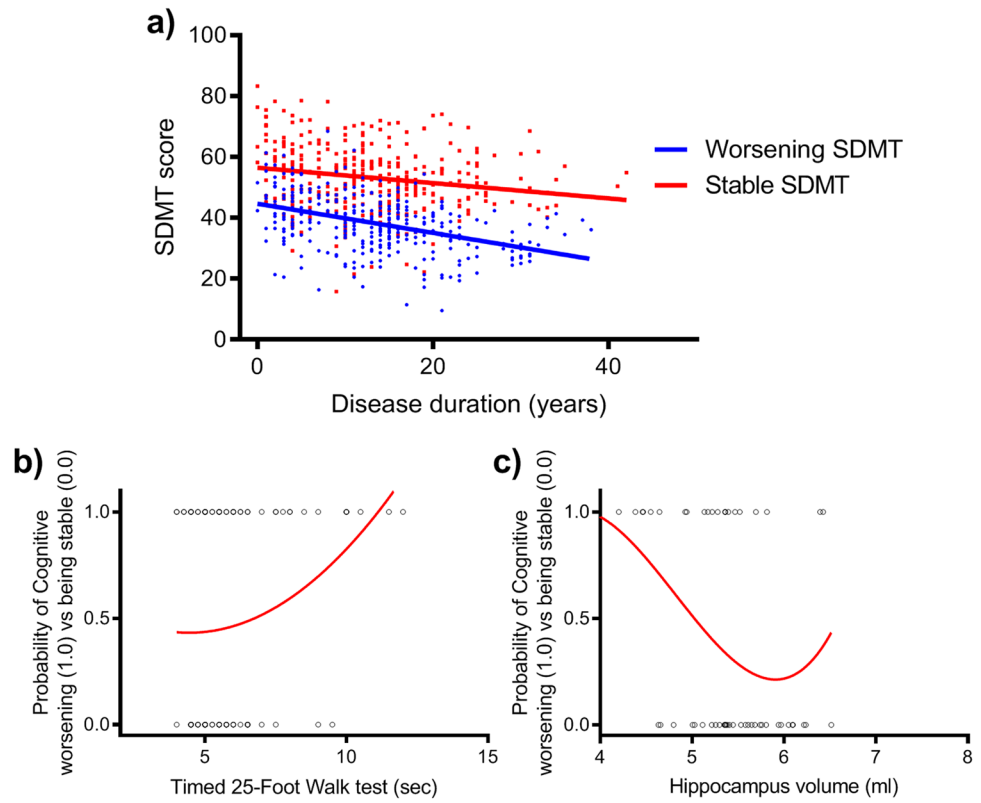 a)
100
80
60
40
20
0
SDMT score
0 20 40
Disease duration (years)
Worsening SDMT
Stable SDMT
b)
Probability of Cognitive
worsening (1.0) vs being stable (0.0)
1.0
0.5
0.0
5 10 15
Timed 25-Foot Walk test (sec)
c)
Probability of Cognitive
worsening (1.0) vs being stable (0.0)
1.0
0.5
0.0
4 5 6 7 8
Hippocampus volume (ml)